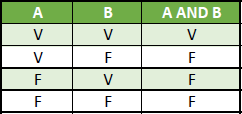 A B A AND B
V V V
V F F
F V F
F F F